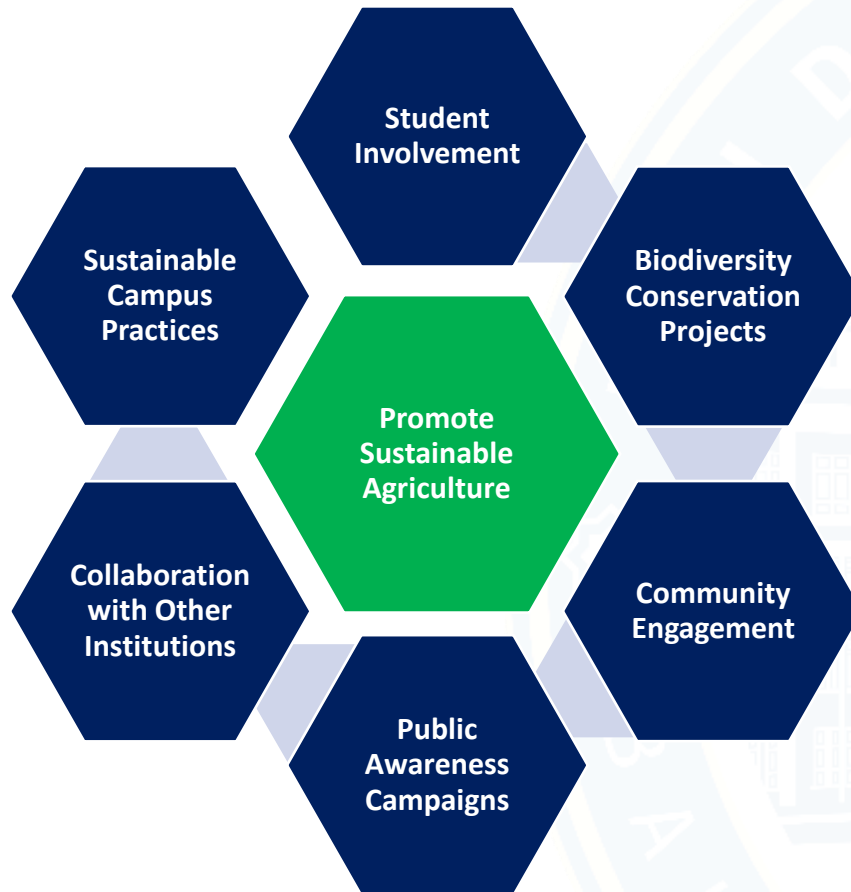 Student
Involvement
Biodiversity
Conservation
Projects
Community
Engagement
Public
Awareness
Campaigns
Collaboration
with Other
Institutions
Sustainable
Campus
Practices
Promote
Sustainable
Agriculture